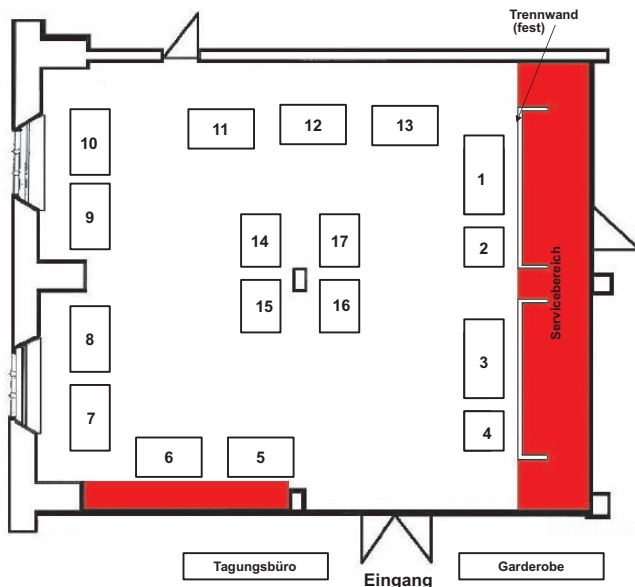 Trennwand
(fest)
10
11
12
13
1
9
14
17
2
Servicebereich
15
16
8
3
7
4
6
5
Tagungsbüro
Eingang
Garderobe